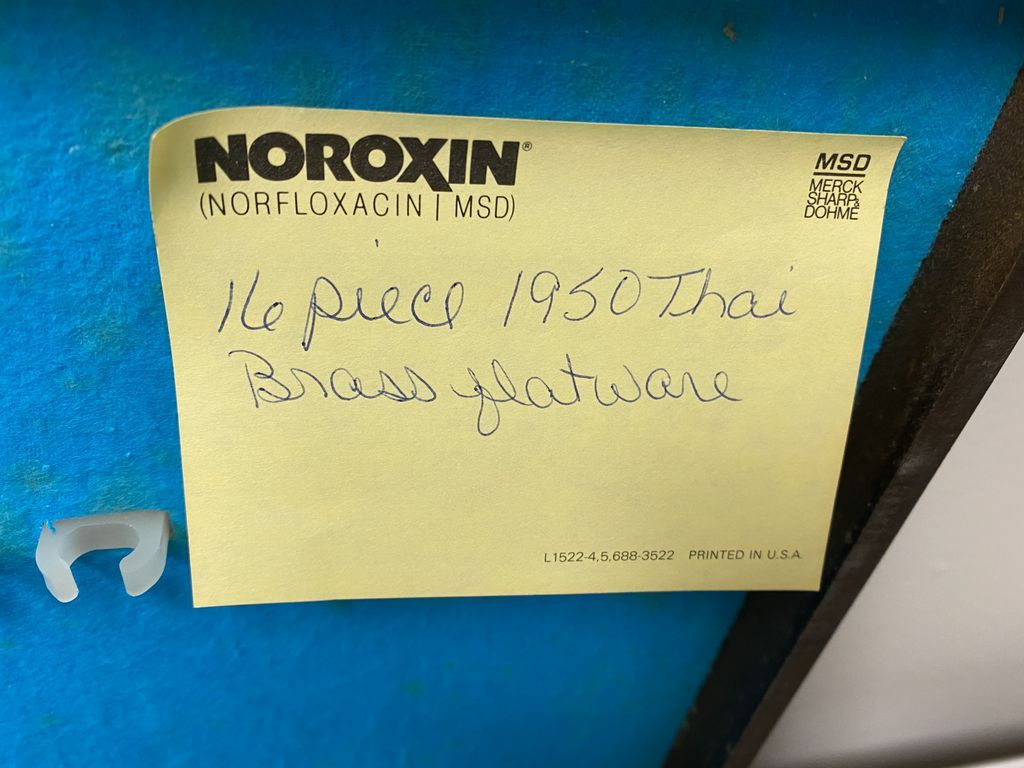 NOROXIN®
(NORFLOXACIN | MSD)
MSD
MERCK
SHARP&
DOHME
16 piece 1950 Thai
Brass flatware
L1522-4,5,688-3522 PRINTED IN U.S.A.